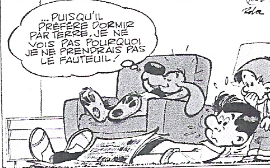 ...PUISQU'IL
PRÉFÈRE DORMIR
PAR TERRE, JE NE
VOIS PAS POURQUOI
JE NE PRENDRAIS PAS
LE FAUTEUIL!